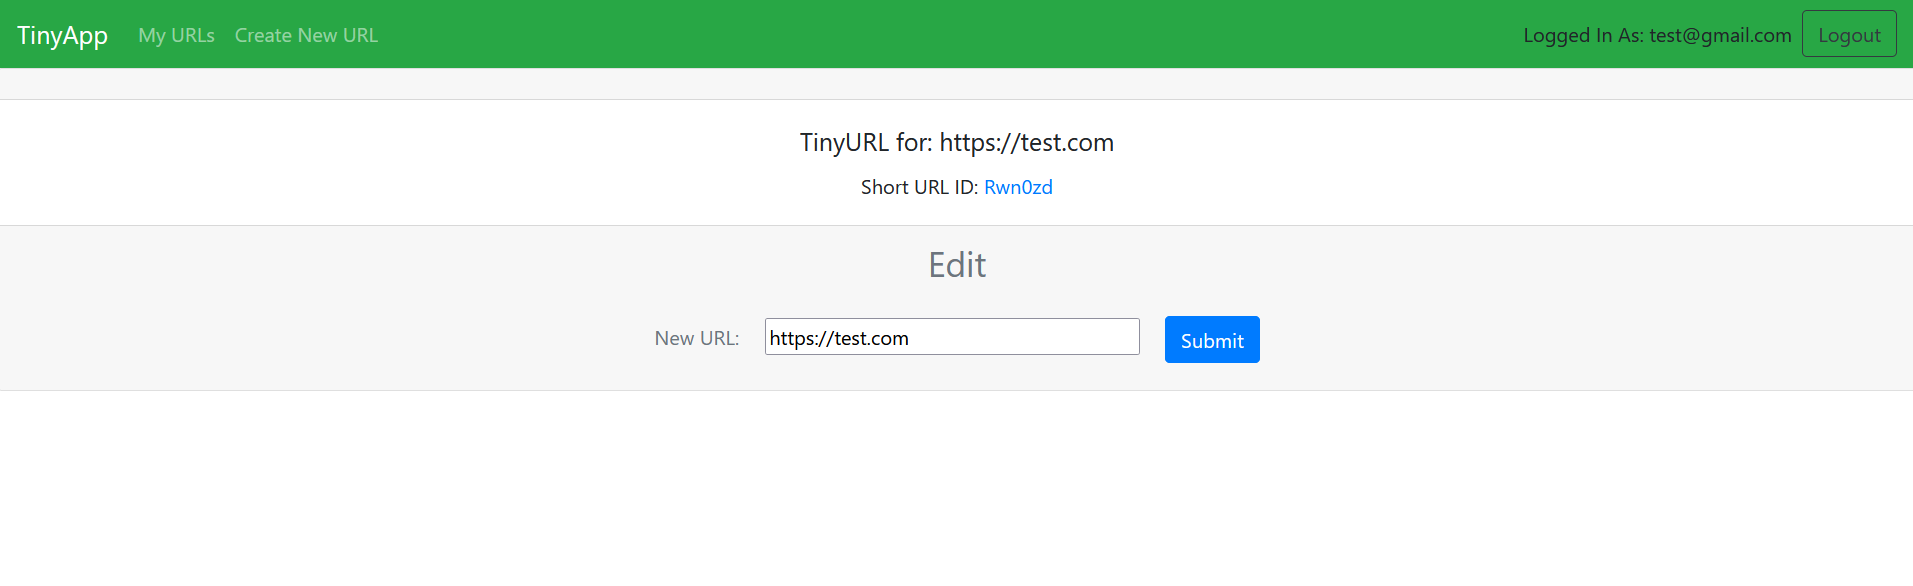 TinyApp My URLs Create New URL Logged In As: test@gmail.com Logout
TinyURL for: https://test.com
Short URL ID: Rwn0zd
Edit
New URL: https://test.com Submit